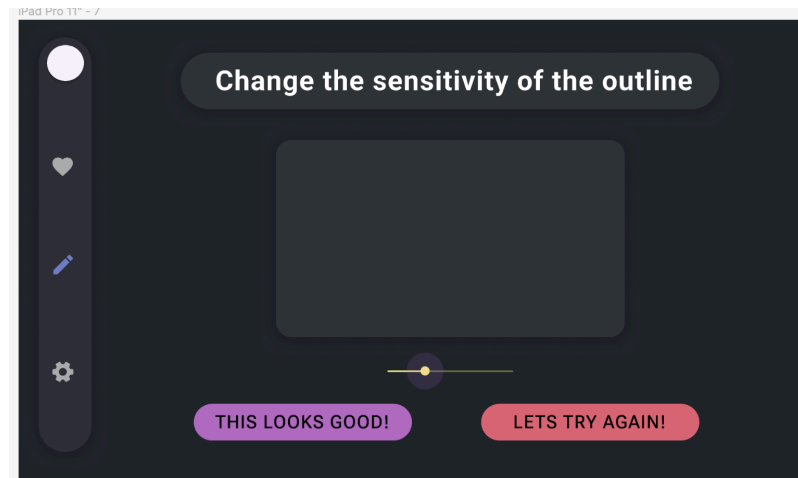 iPad Pro 11" - 7
Change the sensitivity of the outline
THIS LOOKS GOOD!
LETS TRY AGAIN!